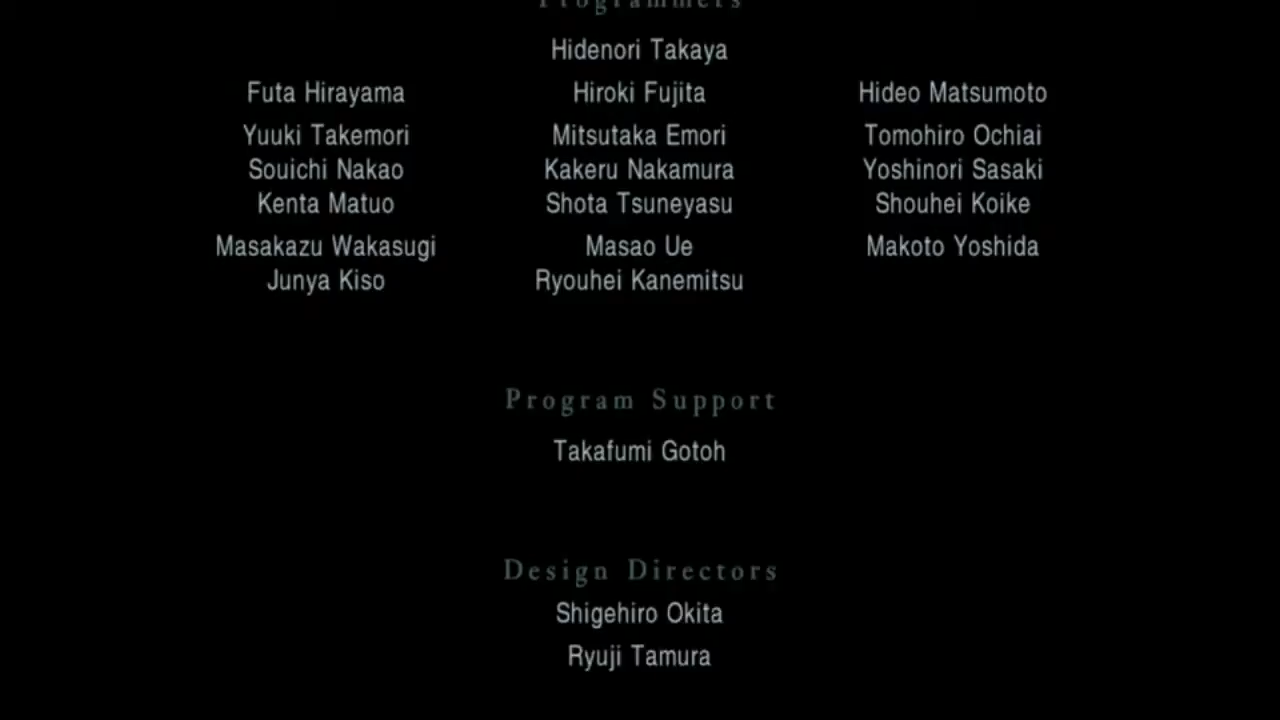 Programmers
Hidenori Takaya
Futa Hirayama Hiroki Fujita Hideo Matsumoto
Yuuki Takemori Mitsutaka Emori Tomohiro Ochiai
Souichi Nakao Kakeru Nakamura Yoshinori Sasaki
Kenta Matuo Shota Tsuneyasu Shouhei Koike
Masakazu Wakasugi Masao Ue Makoto Yoshida
Junya Kiso Ryouhei Kanemitsu
Program Support
Takafumi Gotoh
Design Directors
Shigehiro Okita
Ryuji Tamura